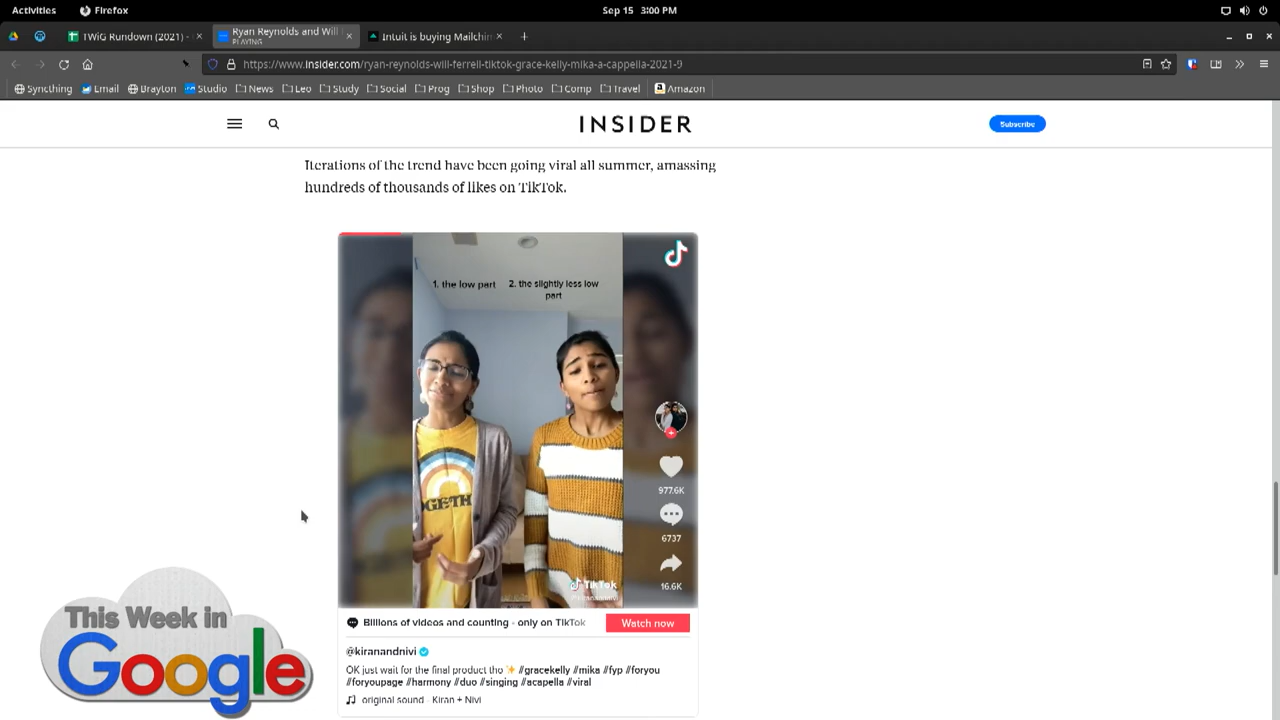 Activities
Firefox
Sep 15 3:00 PM
TWiG Rundown (2021) -
Ryan Reynolds and Will
PLAYING
Intuit is buying Mailchim
https://www.insider.com/ryan-reynolds-will-ferrell-tiktok-grace-kelly-mika-a-cappella-2021-9
Syncthing
Email
Brayton
Studio
News
Leo
Study
Social
Prog
Shop
Photo
Comp
Travel
Amazon
INSIDER
Subscribe
Iterations of the trend have been going viral all summer, amassing
hundreds of thousands of likes on TikTok.
1. the low part
2. the slightly less low
part
OGETH
977.6K
6737
16.6K
TikTok
Billions of videos and counting - only on TikTok
Watch now
@kiranandnivi
OK just wait for the final product tho ✨ #gracekelly #mika #fyp #foryou
#foryoupage #harmony #duo #singing #acapella #viral
original sound - Kiran + Nivi
This Week in
Google